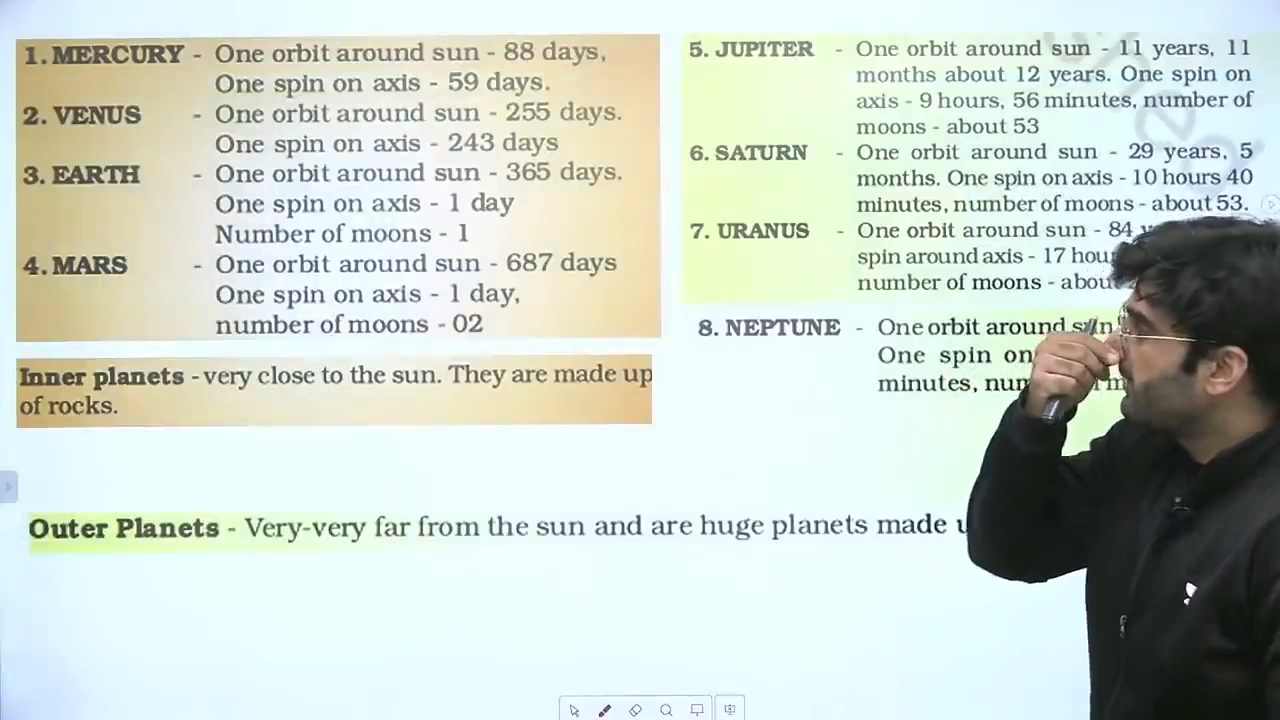 1. MERCURY - One orbit around sun - 88 days,
One spin on axis - 59 days.
2. VENUS - One orbit around sun - 255 days.
One spin on axis - 243 days
3. EARTH - One orbit around sun - 365 days.
One spin on axis - 1 day
Number of moons - 1
4. MARS - One orbit around sun - 687 days
One spin on axis - 1 day,
number of moons - 02
Inner planets - very close to the sun. They are made up
of rocks.
5. JUPITER - One orbit around sun - 11 years, 11
months about 12 years. One spin on
axis - 9 hours, 56 minutes, number of
moons - about 53
6. SATURN - One orbit around sun - 29 years, 5
months. One spin on axis - 10 hours 40
minutes, number of moons - about 53.
7. URANUS - One orbit around sun - 84
spin around axis - 17
number of moons -
8. NEPTUNE - One orbit around sun
One spin on
minutes,
Outer Planets - Very-very far from the sun and are huge planets made